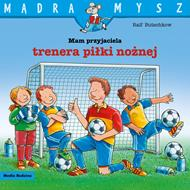 MĄDRA MYSZ
Ralf Butschkow
Mam przyjaciela
trenera piłki nożnej
Media Rodzina